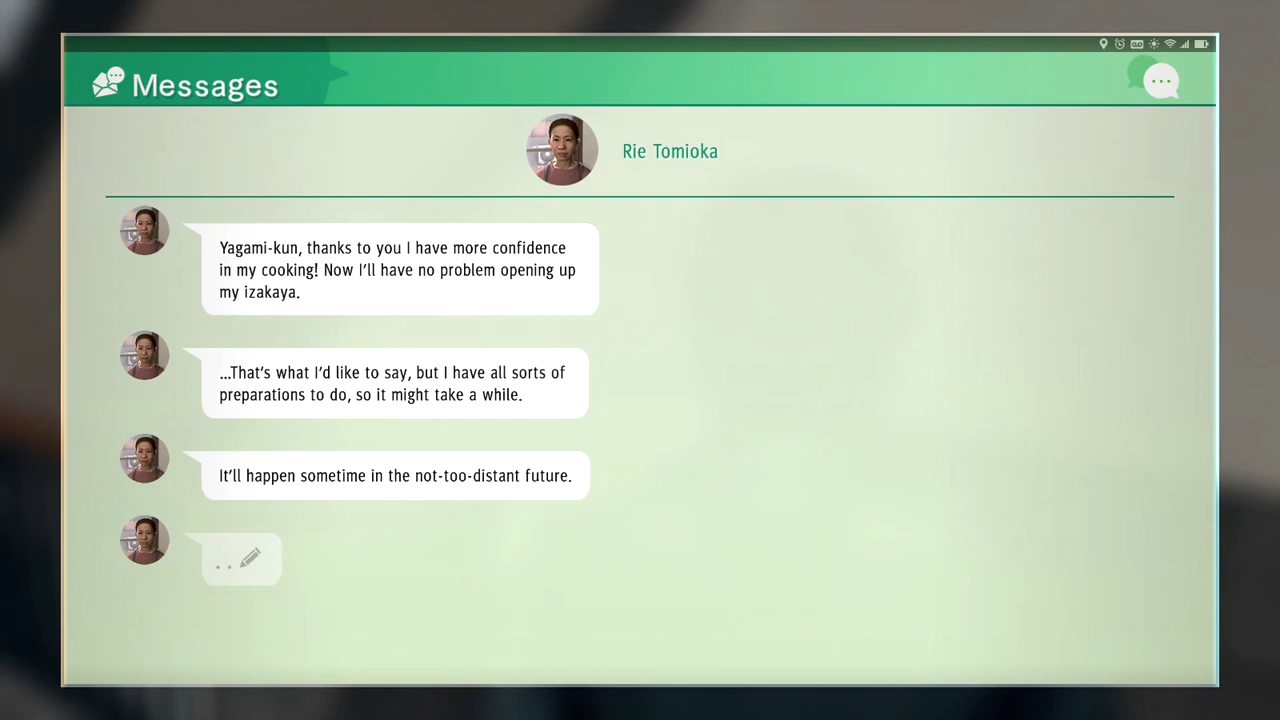 Messages
Rie Tomioka
Yagami-kun, thanks to you I have more confidence
in my cooking! Now I'll have no problem opening up
my izakaya.
...That's what I'd like to say, but I have all sorts of
preparations to do, so it might take a while.
It'll happen sometime in the not-too-distant future.